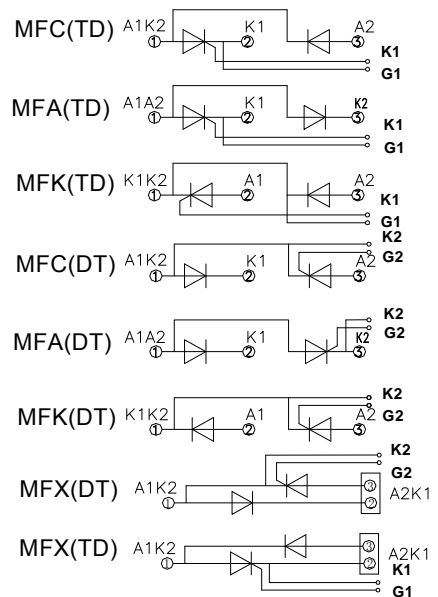 MFC(TD) A1K2 ① K1 ② A2 ③
K1
G1
MFA(TD) A1A2 ① K1 ② K2 ③
K1
G1
MFK(TD) K1K2 ① A1 ② A2 ③
K1
G1
K2
MFC(DT) A1K2 ① K1 ② A2 ③
G2
K2
MFA(DT) A1A2 ① K1 ② K2 ③
G2
K2
MFK(DT) K1K2 ① A1 ② A2 ③
G2
K2
G2
MFX(DT) A1K2 ① ③ ② A2K1
MFX(TD) A1K2 ① ③ ② A2K1
K1
G1